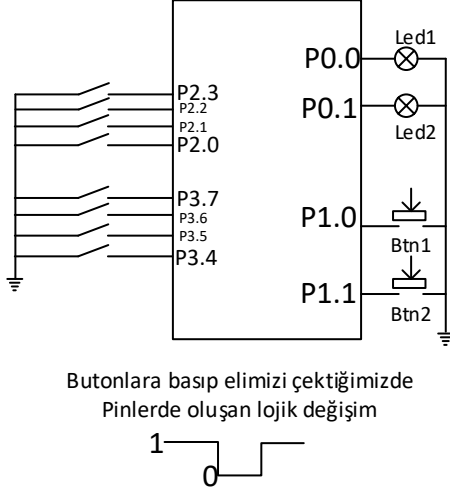 P2.3
P2.2
P2.1
P2.0
P3.7
P3.6
P3.5
P3.4
P0.0
Led1
P0.1
Led2
P1.0
Btn1
P1.1
Btn2
Butonlara basıp elimizi çektiğimizde
Pinlerde oluşan lojik değişim
1
0